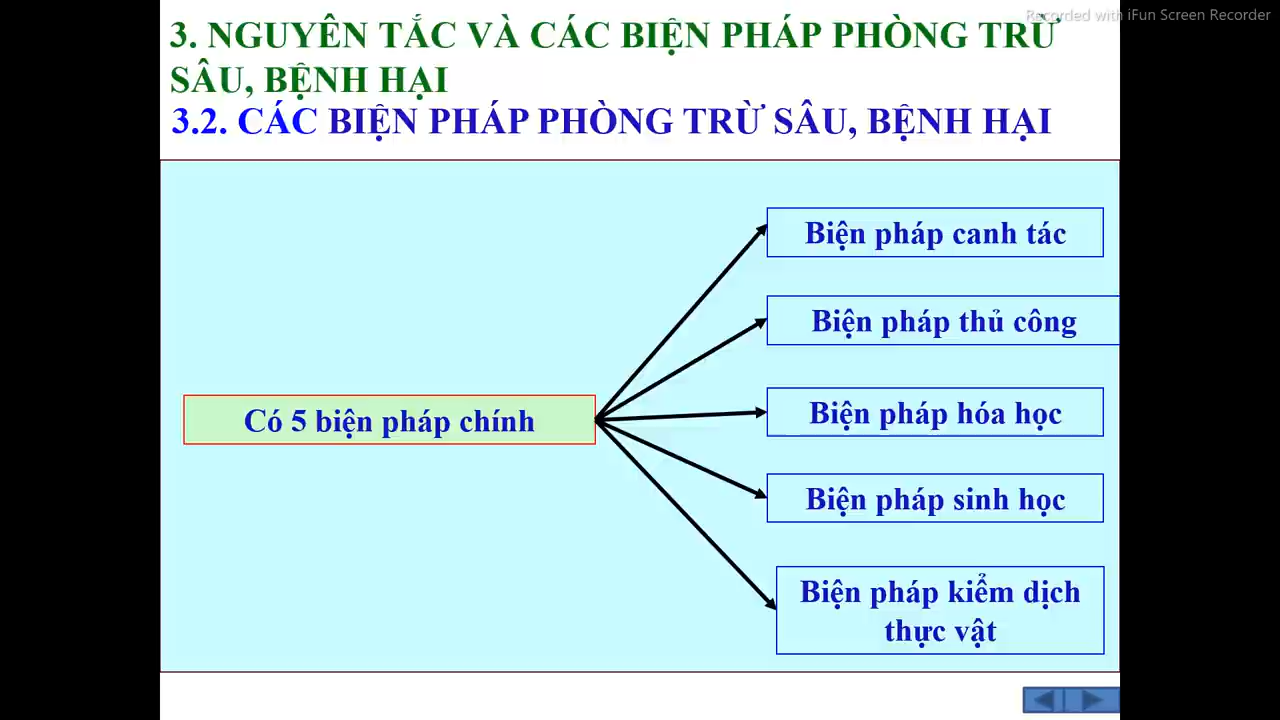 Recorded with iFun Screen Recorder
3. NGUYÊN TẮC VÀ CÁC BIỆN PHÁP PHÒNG TRỪ
SÂU, BỆNH HẠI
3.2. CÁC BIỆN PHÁP PHÒNG TRỪ SÂU, BỆNH HẠI
Có 5 biện pháp chính
Biện pháp canh tác
Biện pháp thủ công
Biện pháp hóa học
Biện pháp sinh học
Biện pháp kiểm dịch
thực vật